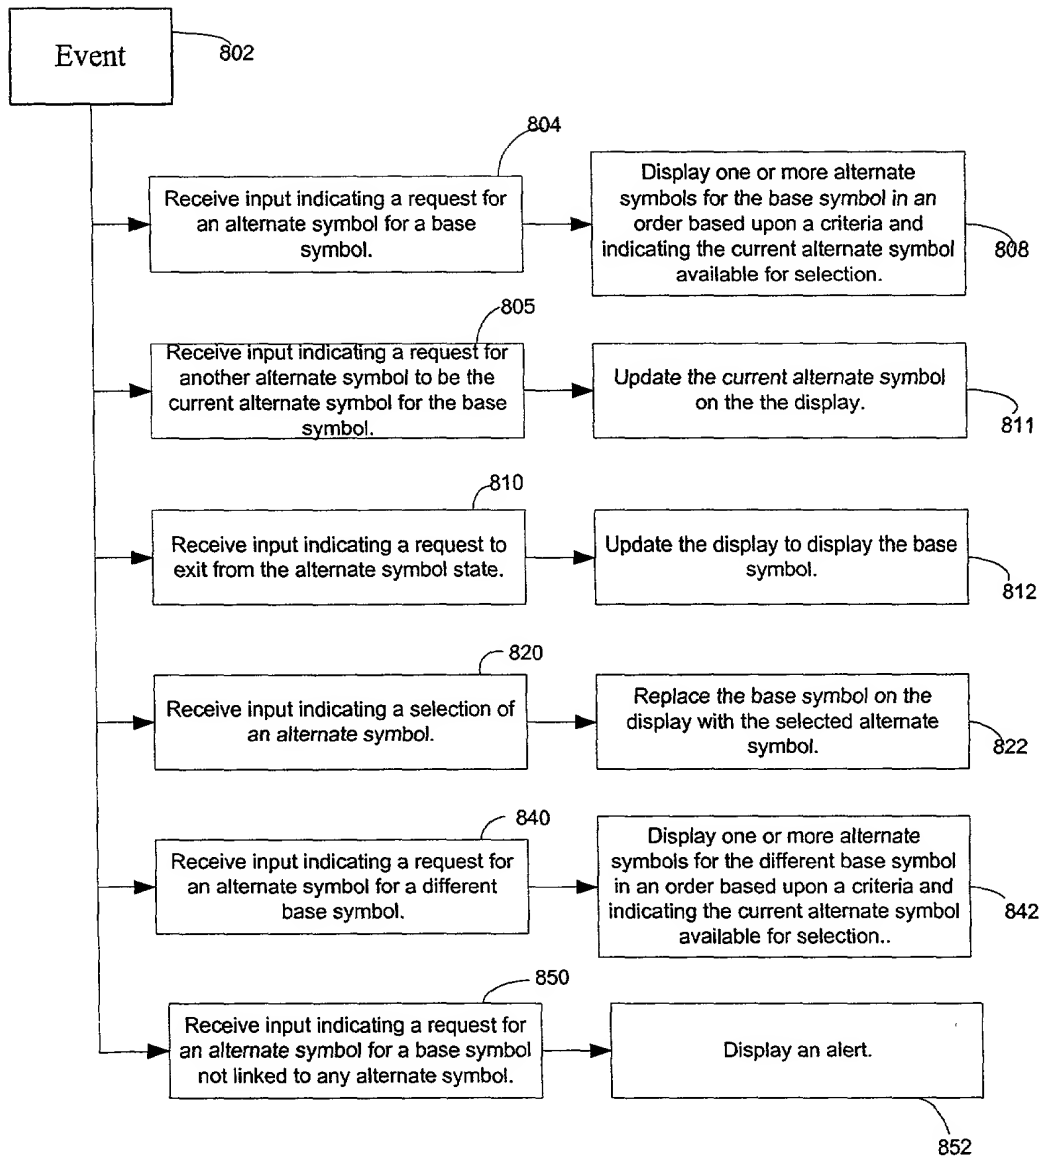 Event
802
804
Receive input indicating a request for
an alternate symbol for a base
symbol.
Display one or more alternate
symbols for the base symbol in an
order based upon a criteria and
indicating the current alternate symbol
available for selection.
808
805
Receive input indicating a request for
another alternate symbol to be the
current alternate symbol for the base
symbol.
Update the current alternate symbol
on the the display.
811
810
Receive input indicating a request to
exit from the alternate symbol state.
Update the display to display the base
symbol.
812
820
Receive input indicating a selection of
an alternate symbol.
Replace the base symbol on the
display with the selected alternate
symbol.
822
840
Receive input indicating a request for
an alternate symbol for a different
base symbol.
Display one or more alternate
symbols for the different base symbol
in an order based upon a criteria and
indicating the current alternate symbol
available for selection..
842
850
Receive input indicating a request for
an alternate symbol for a base symbol
not linked to any alternate symbol.
Display an alert.
852